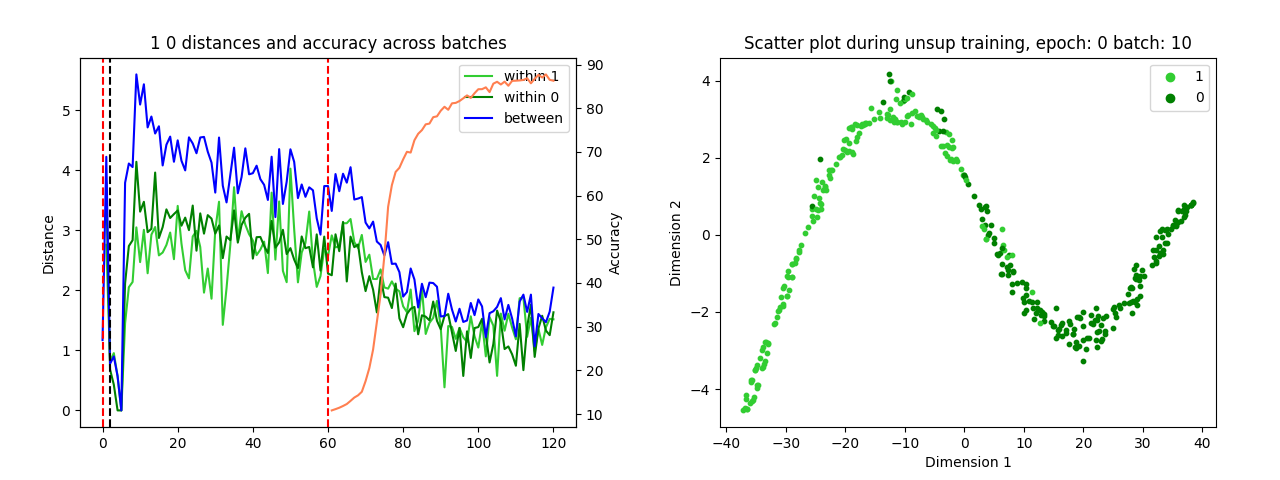 1 0 distances and accuracy across batches
Distance
5
4
3
2
1
0
0 20 40 60 80 100 120
90
80
70
60
50
40
30
20
10
Accuracy
within 1
within 0
between
Scatter plot during unsup training, epoch: 0 batch: 10
Dimension 2
4
2
0
−2
−4
−40 −30 −20 −10 0 10 20 30 40
Dimension 1
1
0